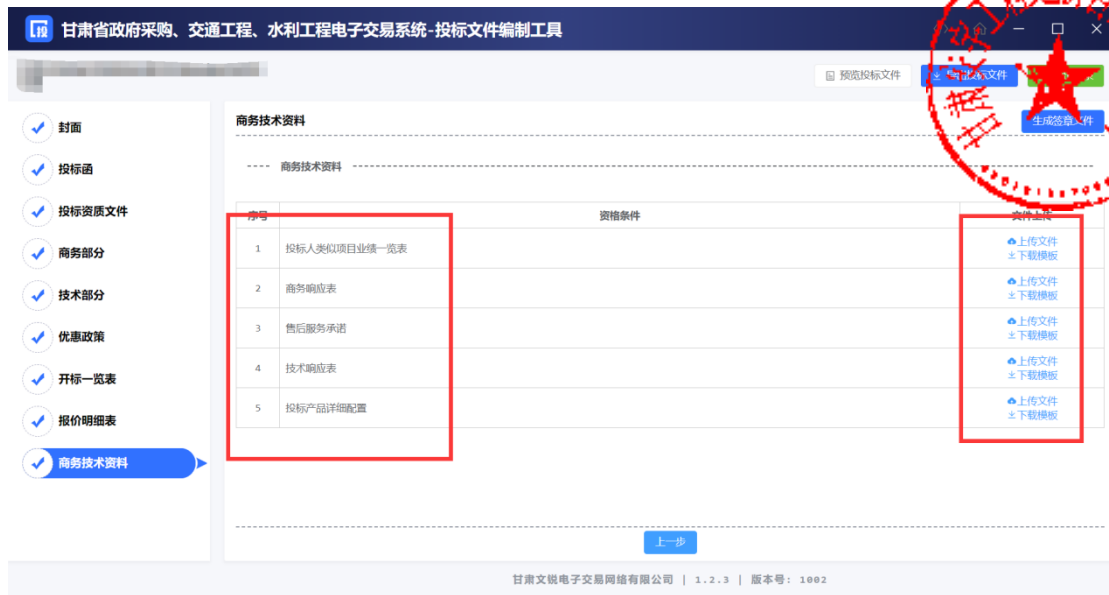 投 甘肃省政府采购、交通工程、水利工程电子交易系统-投标文件编制工具
预览投标文件
投标文件
生成签章文件
封面
投标函
投标资质文件
商务部分
技术部分
优惠政策
开标一览表
报价明细表
商务技术资料
商务技术资料
商务技术资料
序号 资格条件 文件上传
1 投标人类似项目业绩一览表 上传文件
下载模板
2 商务响应表 上传文件
下载模板
3 售后服务承诺 上传文件
下载模板
4 技术响应表 上传文件
下载模板
5 投标产品详细配置 上传文件
下载模板
上一步
甘肃文锐电子交易网络有限公司 | 1.2.3 | 版本号: 1002